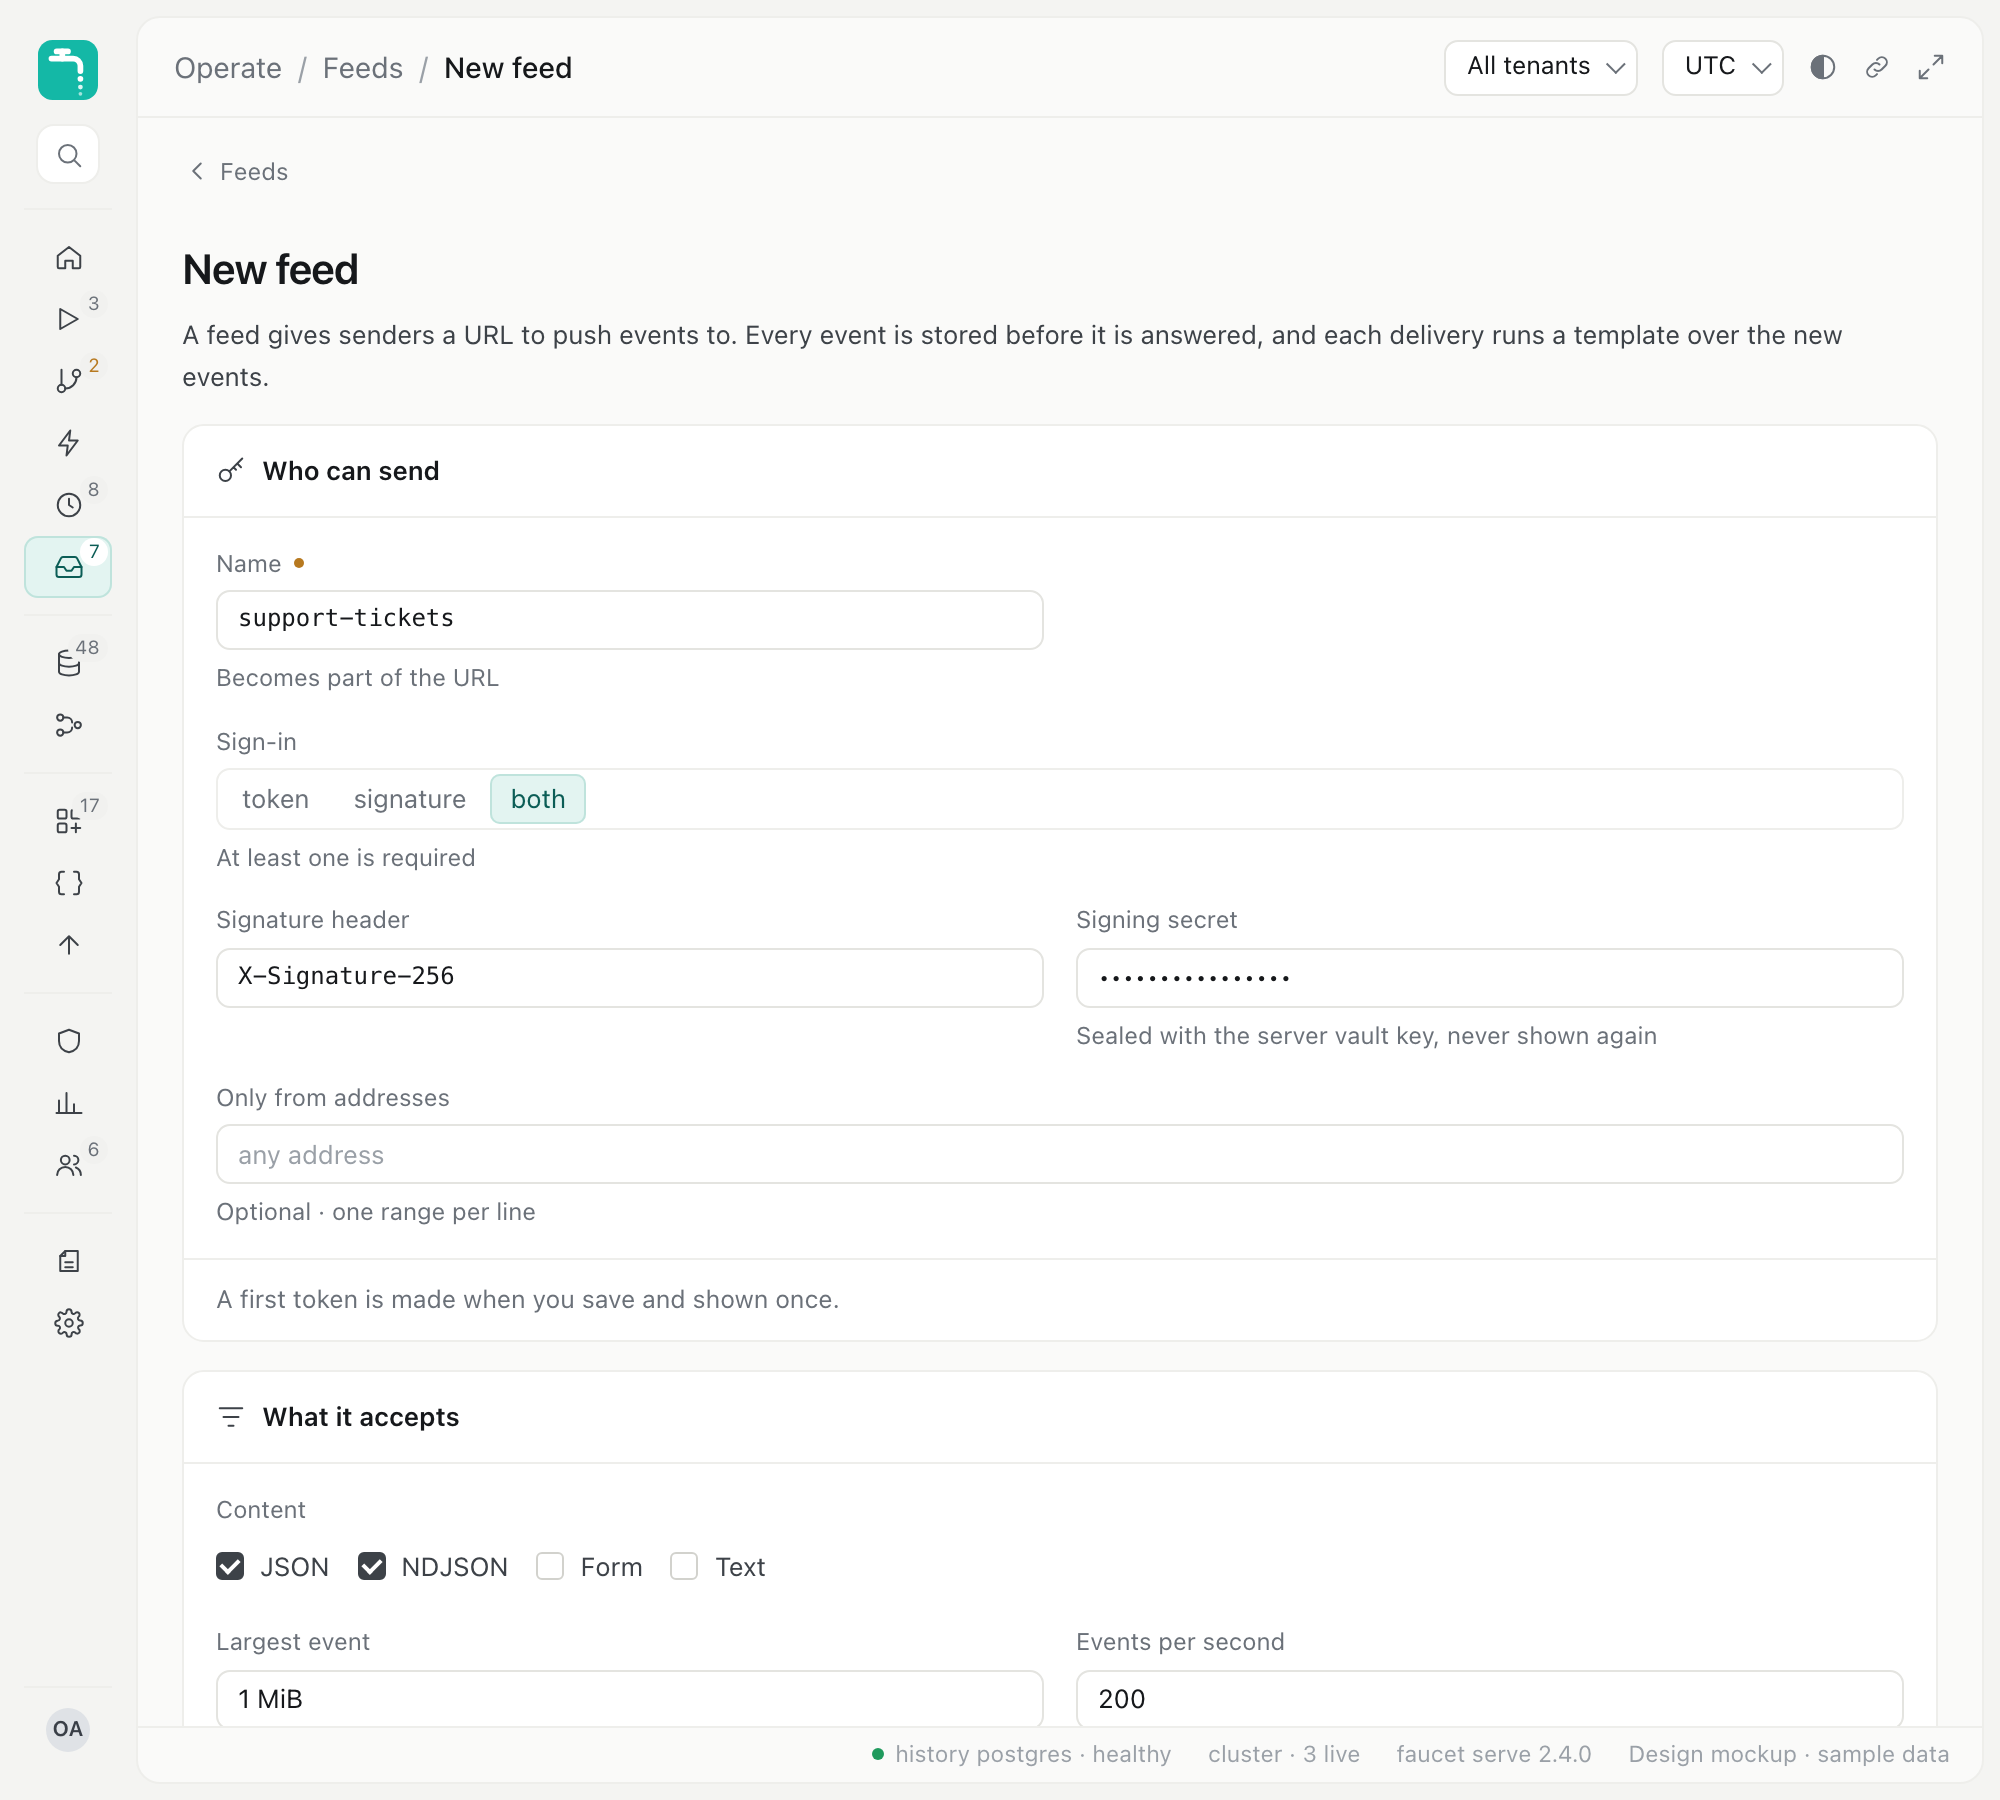 Operate / Feeds / New feed
All tenants
UTC
Feeds
New feed
A feed gives senders a URL to push events to. Every event is stored before it is answered, and each delivery runs a template over the new
events.
3
2
8
7
48
17
6
OA
Who can send
Name
support-tickets
Becomes part of the URL
Sign-in
token signature both
At least one is required
Signature header
X-Signature-256
Signing secret
••••••••••••••••
Sealed with the server vault key, never shown again
Only from addresses
any address
Optional · one range per line
A first token is made when you save and shown once.
What it accepts
Content
JSON NDJSON Form Text
Largest event
1 MiB
Events per second
200
history postgres · healthy
cluster · 3 live
faucet serve 2.4.0
Design mockup · sample data